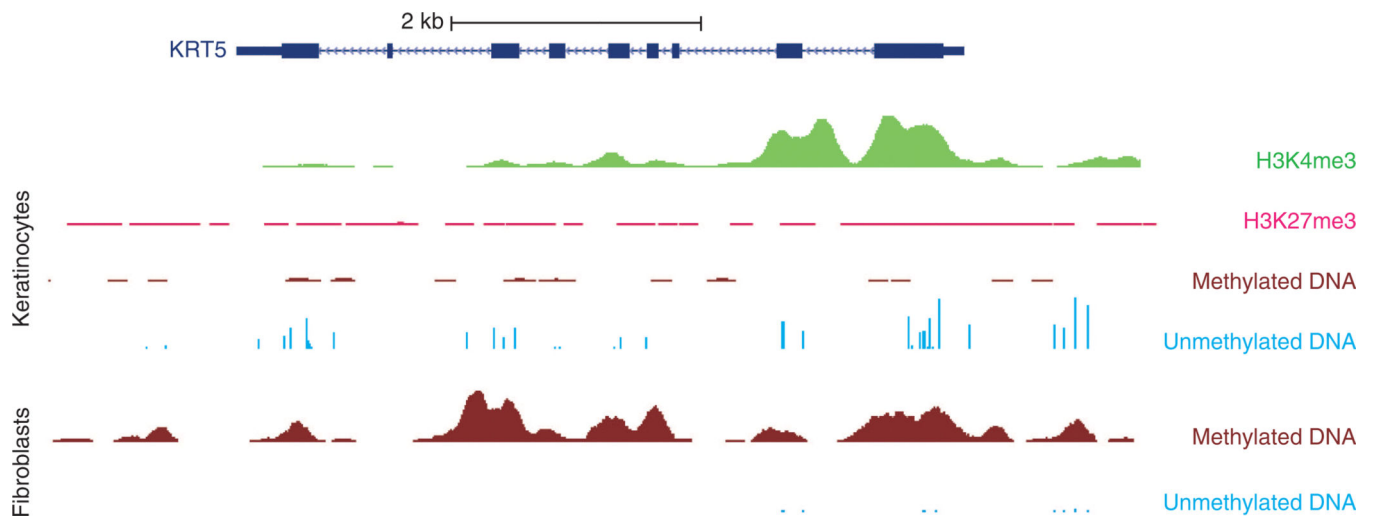 2 kb
KRT5
H3K4me3
Keratinocytes
H3K27me3
Methylated DNA
Unmethylated DNA
Fibroblasts
Methylated DNA
Unmethylated DNA